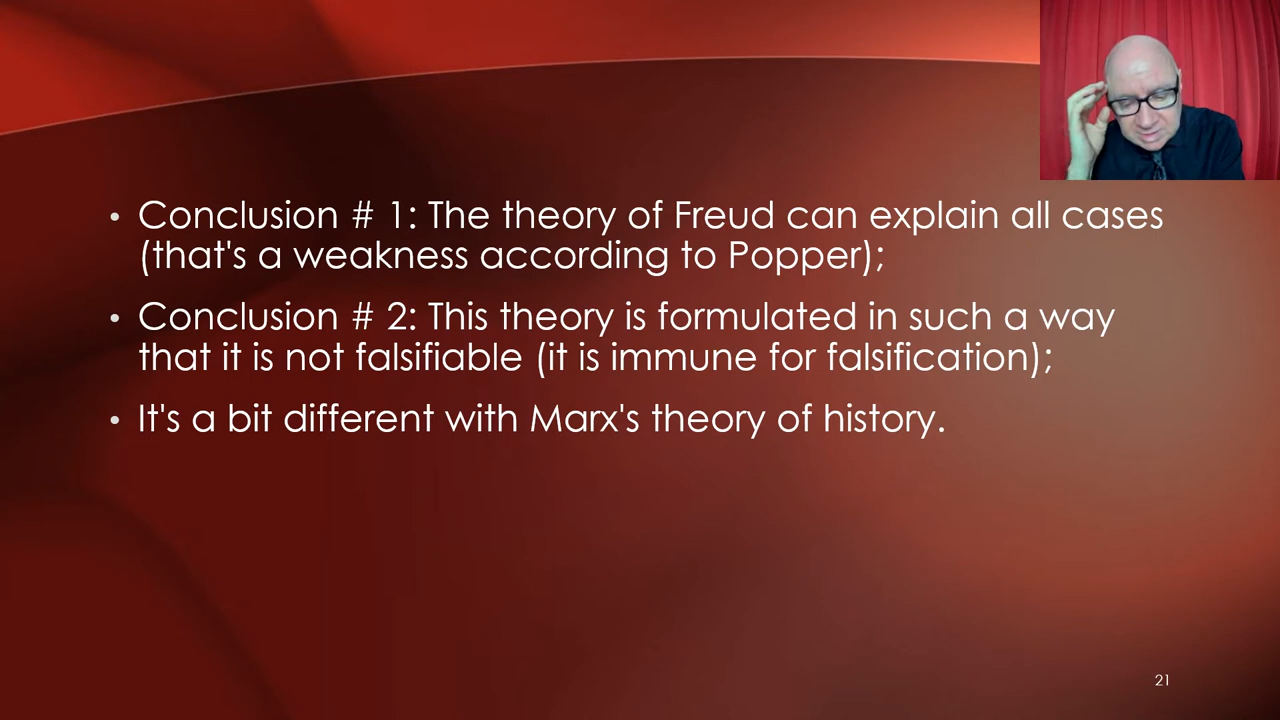 • Conclusion # 1: The theory of Freud can explain all cases
(that's a weakness according to Popper);
• Conclusion # 2: This theory is formulated in such a way
that it is not falsifiable (it is immune for falsification);
• It's a bit different with Marx's theory of history.
21